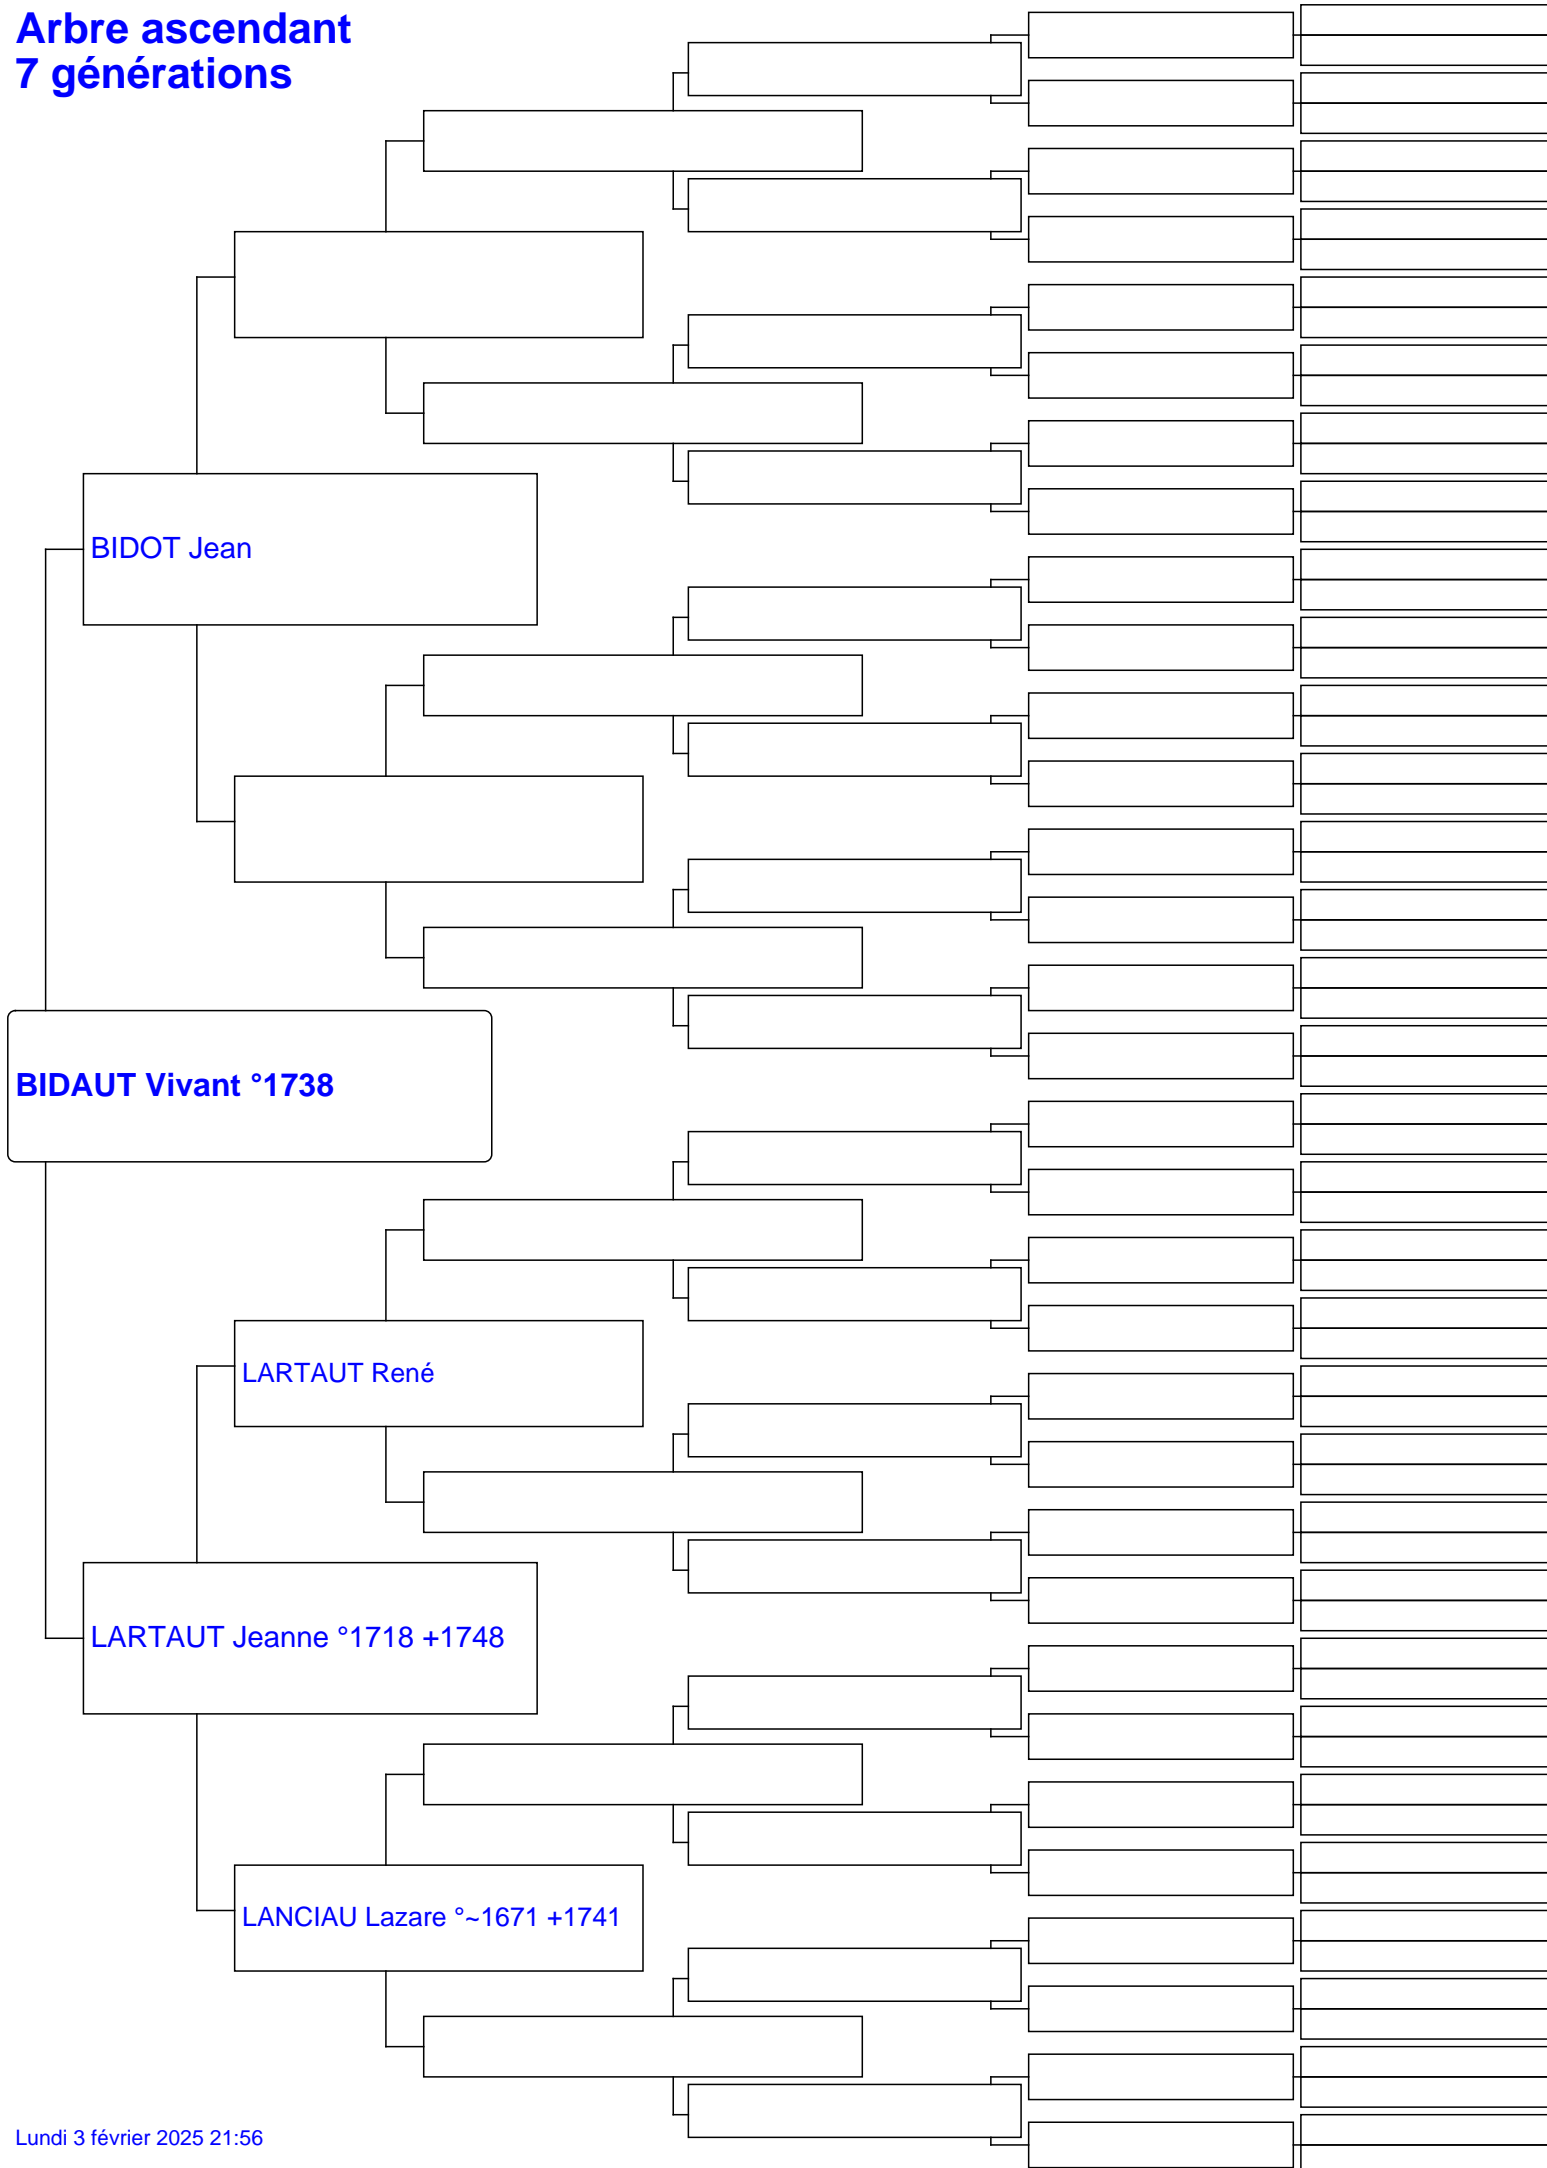 Arbre ascendant
7 générations
BIDOT Jean
BIDAUT Vivant °1738
LARTAUT René
LARTAUT Jeanne °1718 +1748
LANCIAU Lazare °~1671 +1741
Lundi 3 février 2025 21:56